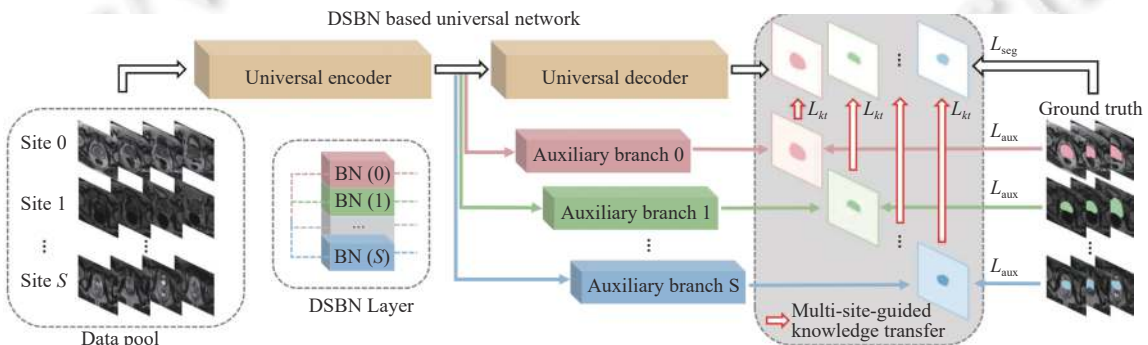 DSBN based universal network
Universal encoder
Universal decoder
L_seg
Ground truth
L_kt
L_kt
L_kt
Site 0
Site 1
⋮
Site S
Data pool
BN (0)
BN (1)
...
BN (S)
DSBN Layer
Auxiliary branch 0
Auxiliary branch 1
⋮
Auxiliary branch S
L_aux
L_aux
L_aux
Multi-site-guided
knowledge transfer